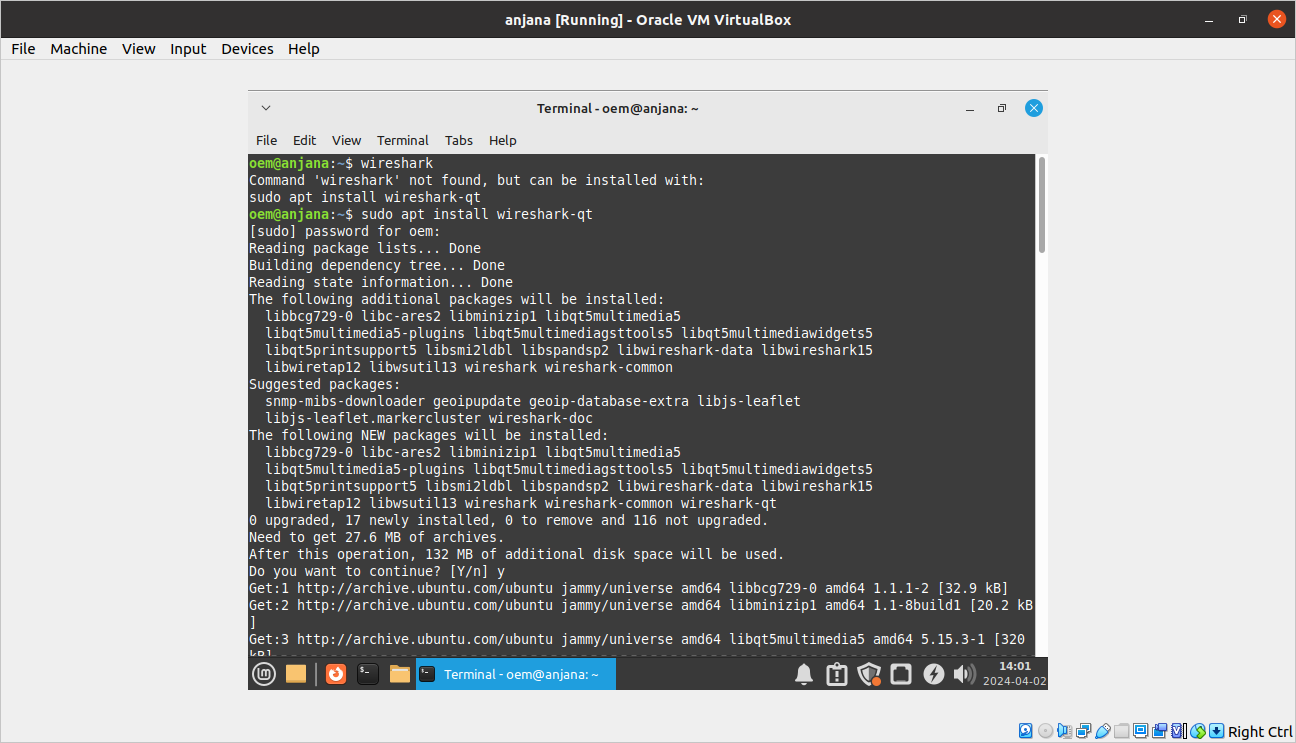 anjana [Running] - Oracle VM VirtualBox
File Machine View Input Devices Help
Terminal - oem@anjana: ~
File Edit View Terminal Tabs Help
oem@anjana:~$ wireshark
Command 'wireshark' not found, but can be installed with:
sudo apt install wireshark-qt
oem@anjana:~$ sudo apt install wireshark-qt
[sudo] password for oem:
Reading package lists... Done
Building dependency tree... Done
Reading state information... Done
The following additional packages will be installed:
  libbcg729-0 libc-ares2 libminizip1 libqt5multimedia5
  libqt5multimedia5-plugins libqt5multimediagsttools5 libqt5multimediawidgets5
  libqt5printsupport5 libsmi2ldbl libspandsp2 libwireshark-data libwireshark15
  libwiretap12 libwsutil13 wireshark wireshark-common
Suggested packages:
  snmp-mibs-downloader geoipupdate geoip-database-extra libjs-leaflet
  libjs-leaflet.markercluster wireshark-doc
The following NEW packages will be installed:
  libbcg729-0 libc-ares2 libminizip1 libqt5multimedia5
  libqt5multimedia5-plugins libqt5multimediagsttools5 libqt5multimediawidgets5
  libqt5printsupport5 libsmi2ldbl libspandsp2 libwireshark-data libwireshark15
  libwiretap12 libwsutil13 wireshark wireshark-common wireshark-qt
0 upgraded, 17 newly installed, 0 to remove and 116 not upgraded.
Need to get 27.6 MB of archives.
After this operation, 132 MB of additional disk space will be used.
Do you want to continue? [Y/n] y
Get:1 http://archive.ubuntu.com/ubuntu jammy/universe amd64 libbcg729-0 amd64 1.1.1-2 [32.9 kB]
Get:2 http://archive.ubuntu.com/ubuntu jammy/universe amd64 libminizip1 amd64 1.1-8build1 [20.2 kB
]
Get:3 http://archive.ubuntu.com/ubuntu jammy/universe amd64 libqt5multimedia5 amd64 5.15.3-1 [320
kB]
Terminal - oem@anjana: ~
14:01
2024-04-02
Right Ctrl